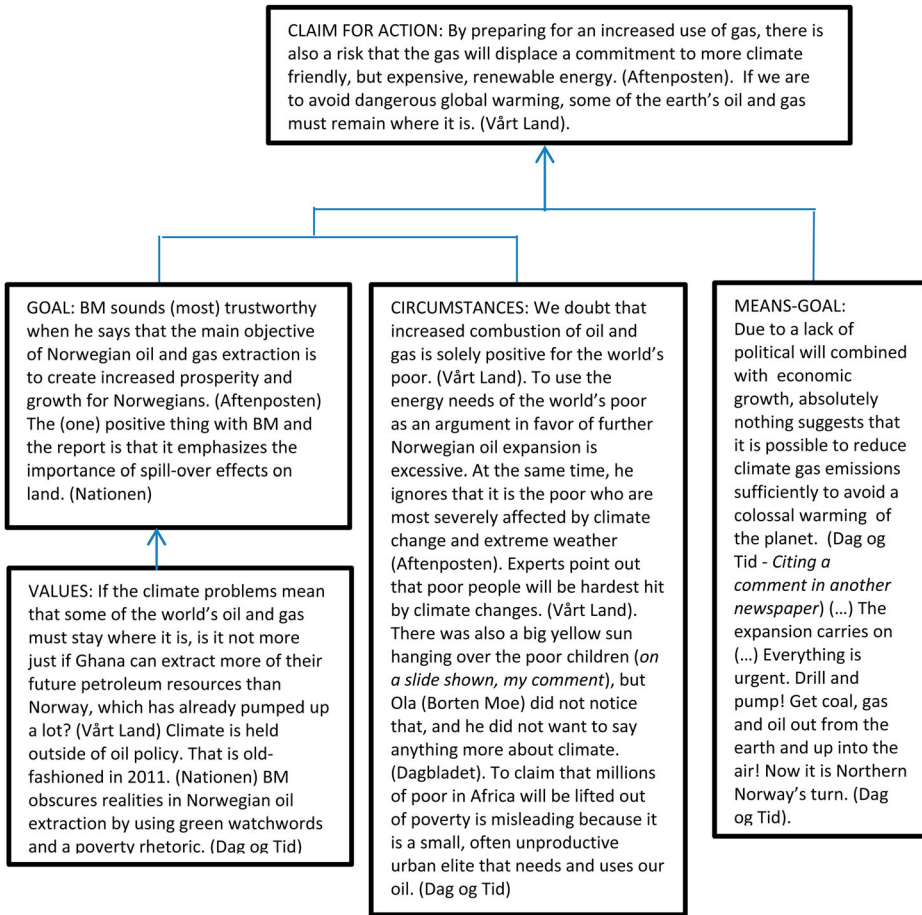 CLAIM FOR ACTION: By preparing for an increased use of gas, there is
also a risk that the gas will displace a commitment to more climate
friendly, but expensive, renewable energy. (Aftenposten).  If we are
to avoid dangerous global warming, some of the earth's oil and gas
must remain where it is. (Vårt Land).
GOAL: BM sounds (most) trustworthy
when he says that the main objective
of Norwegian oil and gas extraction is
to create increased prosperity and
growth for Norwegians. (Aftenposten)
The (one) positive thing with BM and
the report is that it emphasizes the
importance of spill-over effects on
land. (Nationen)
VALUES: If the climate problems mean
that some of the world's oil and gas
must stay where it is, is it not more
just if Ghana can extract more of their
future petroleum resources than
Norway, which has already pumped up
a lot? (Vårt Land) Climate is held
outside of oil policy. That is old-
fashioned in 2011. (Nationen) BM
obscures realities in Norwegian oil
extraction by using green watchwords
and a poverty rhetoric. (Dag og Tid)
CIRCUMSTANCES: We doubt that
increased combustion of oil and
gas is solely positive for the world's
poor. (Vårt Land). To use the
energy needs of the world's poor
as an argument in favor of further
Norwegian oil expansion is
excessive. At the same time, he
ignores that it is the poor who are
most severely affected by climate
change and extreme weather
(Aftenposten). Experts point out
that poor people will be hardest hit
by climate changes. (Vårt Land).
There was also a big yellow sun
hanging over the poor children (on
a slide shown, my comment), but
Ola (Borten Moe) did not notice
that, and he did not want to say
anything more about climate.
(Dagbladet). To claim that millions
of poor in Africa will be lifted out
of poverty is misleading because it
is a small, often unproductive
urban elite that needs and uses our
oil. (Dag og Tid)
MEANS-GOAL:
Due to a lack of
political will combined
with  economic
growth, absolutely
nothing suggests that
it is possible to reduce
climate gas emissions
sufficiently to avoid a
colossal warming  of
the planet.  (Dag og
Tid - Citing a
comment in another
newspaper) (…) The
expansion carries on
(…) Everything is
urgent. Drill and
pump! Get coal, gas
and oil out from the
earth and up into the
air! Now it is Northern
Norway's turn. (Dag
og Tid).